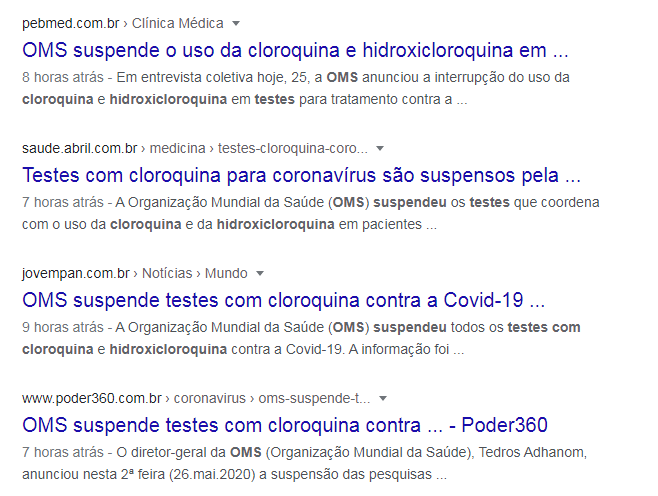 pebmed.com.br › Clínica Médica
OMS suspende o uso da cloroquina e hidroxicloroquina em ...
8 horas atrás - Em entrevista coletiva hoje, 25, a OMS anunciou a interrupção do uso da
cloroquina e hidroxicloroquina em testes para tratamento contra a ...
saude.abril.com.br › medicina › testes-cloroquina-coro...
Testes com cloroquina para coronavírus são suspensos pela ...
7 horas atrás - A Organização Mundial da Saúde (OMS) suspendeu os testes que coordena
com o uso da cloroquina e da hidroxicloroquina em pacientes ...
jovempan.com.br › Notícias › Mundo
OMS suspende testes com cloroquina contra a Covid-19 ...
9 horas atrás - A Organização Mundial da Saúde (OMS) suspendeu todos os testes com
cloroquina e hidroxicloroquina contra a Covid-19. A informação foi ...
www.poder360.com.br › coronavirus › oms-suspende-t...
OMS suspende testes com cloroquina contra ... - Poder360
7 horas atrás - O diretor-geral da OMS (Organização Mundial da Saúde), Tedros Adhanom,
anunciou nesta 2ª feira (26.mai.2020) a suspensão das pesquisas ...